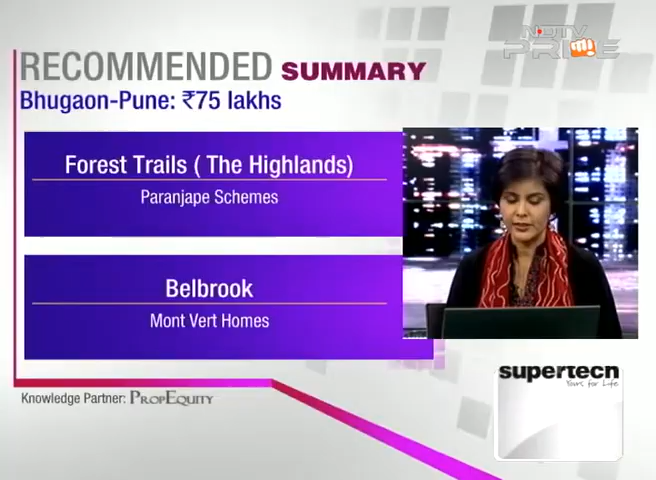 NDTV
PRIME
RECOMMENDED SUMMARY
Bhugaon-Pune: ₹75 lakhs
Forest Trails ( The Highlands)
Paranjape Schemes
Belbrook
Mont Vert Homes
supertech
Yours for Life
Knowledge Partner: PROPEQUITY